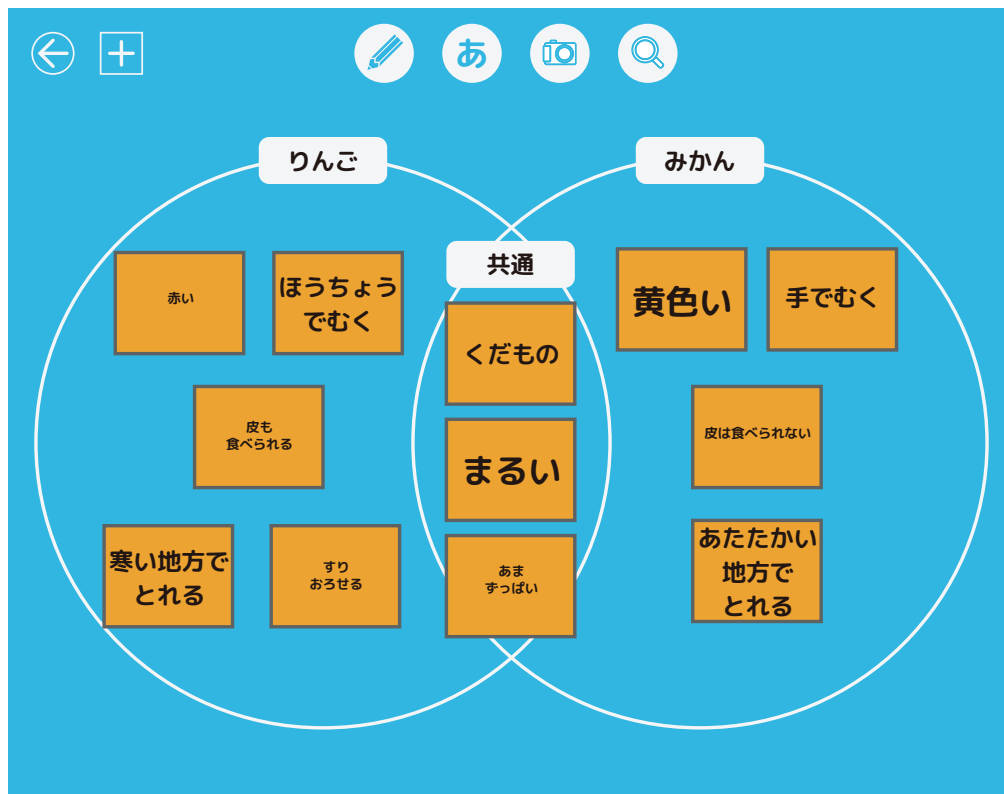 あ
りんご
みかん
共通
赤い
ほうちょう
でむく
皮も
食べられる
寒い地方で
とれる
すり
おろせる
くだもの
まるい
あま
ずっぱい
黄色い
手でむく
皮は食べられない
あたたかい
地方で
とれる